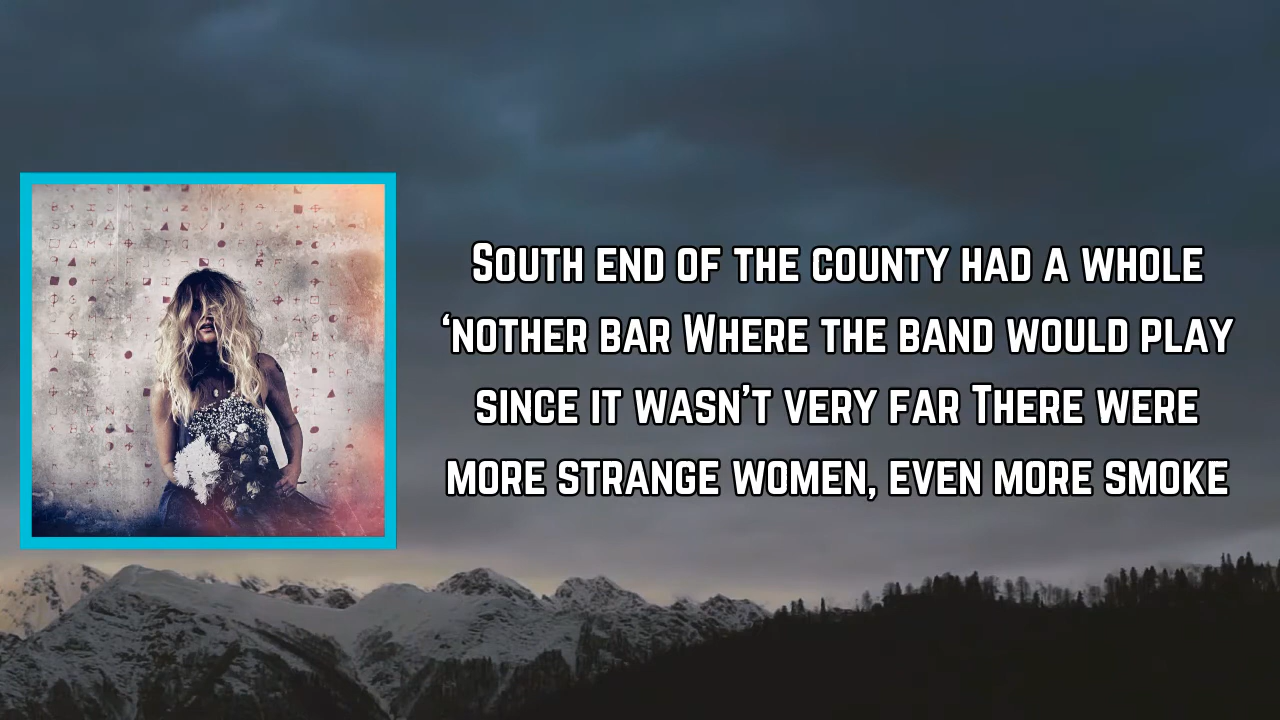 South end of the county had a whole
‘nother bar Where the band would play
since it wasn’t very far There were
more strange women, even more smoke